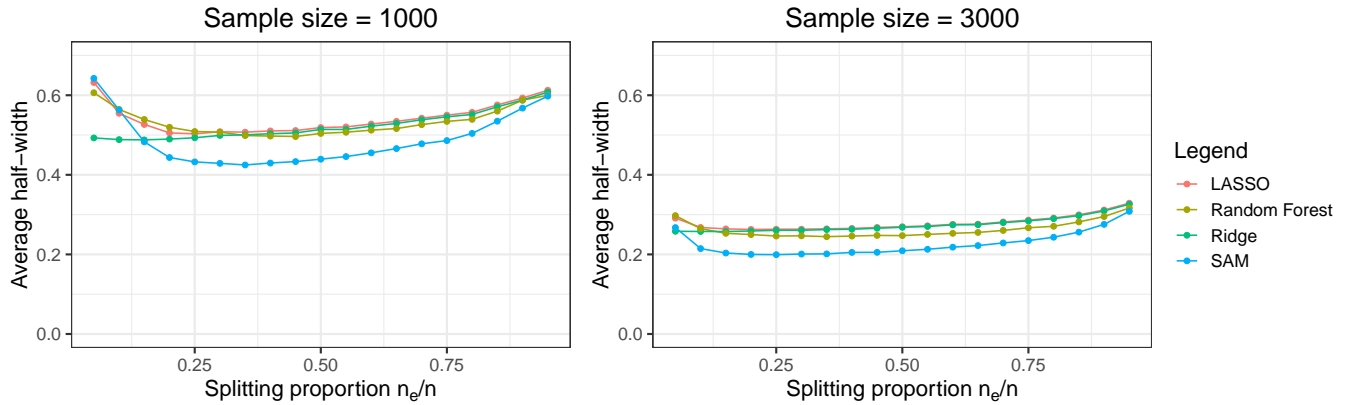 Sample size = 1000
Sample size = 3000
Average half−width
0.6
0.4
0.2
0.0
0.25
0.50
0.75
Splitting proportion nₑ/n
Average half−width
0.6
0.4
0.2
0.0
0.25
0.50
0.75
Splitting proportion nₑ/n
Legend
LASSO
Random Forest
Ridge
SAM